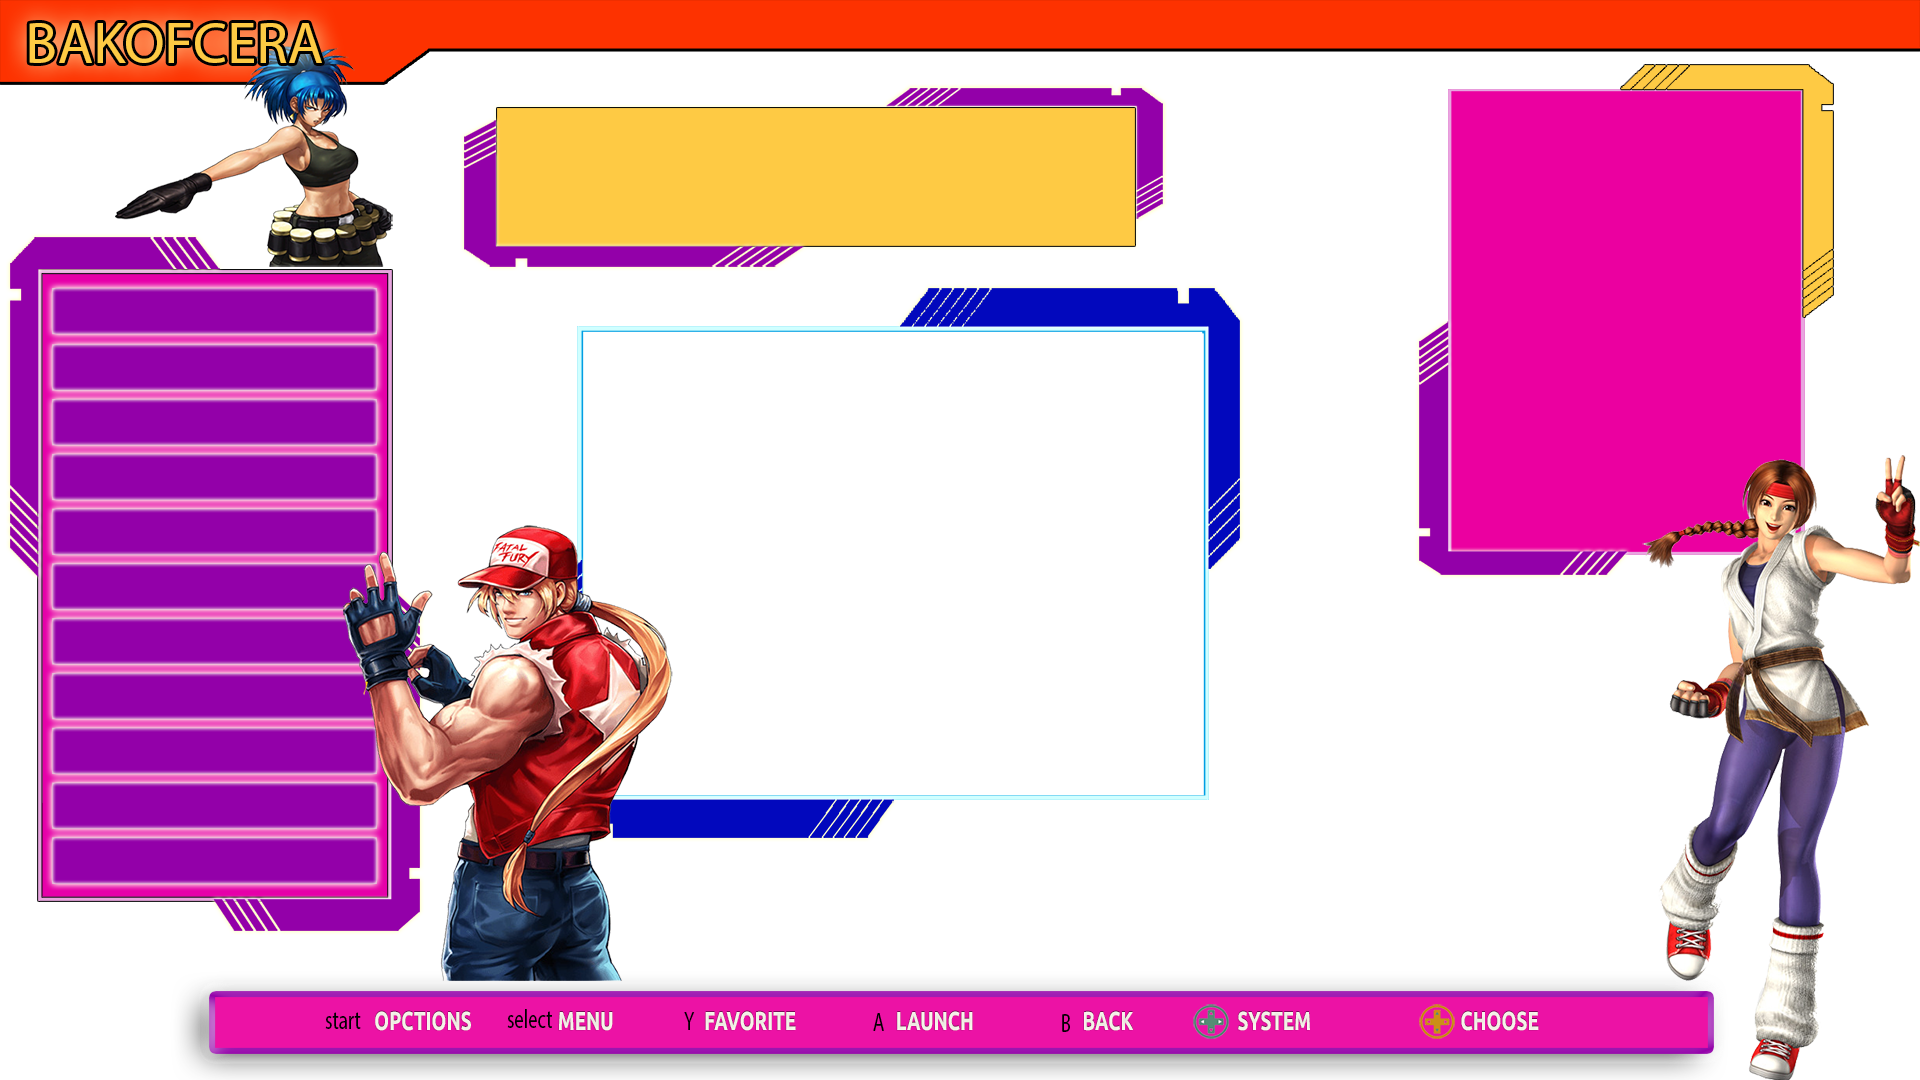 BAKOFCERA
FATAL
FURY
start OPCTIONS select MENU Y FAVORITE A LAUNCH B BACK SYSTEM CHOOSE